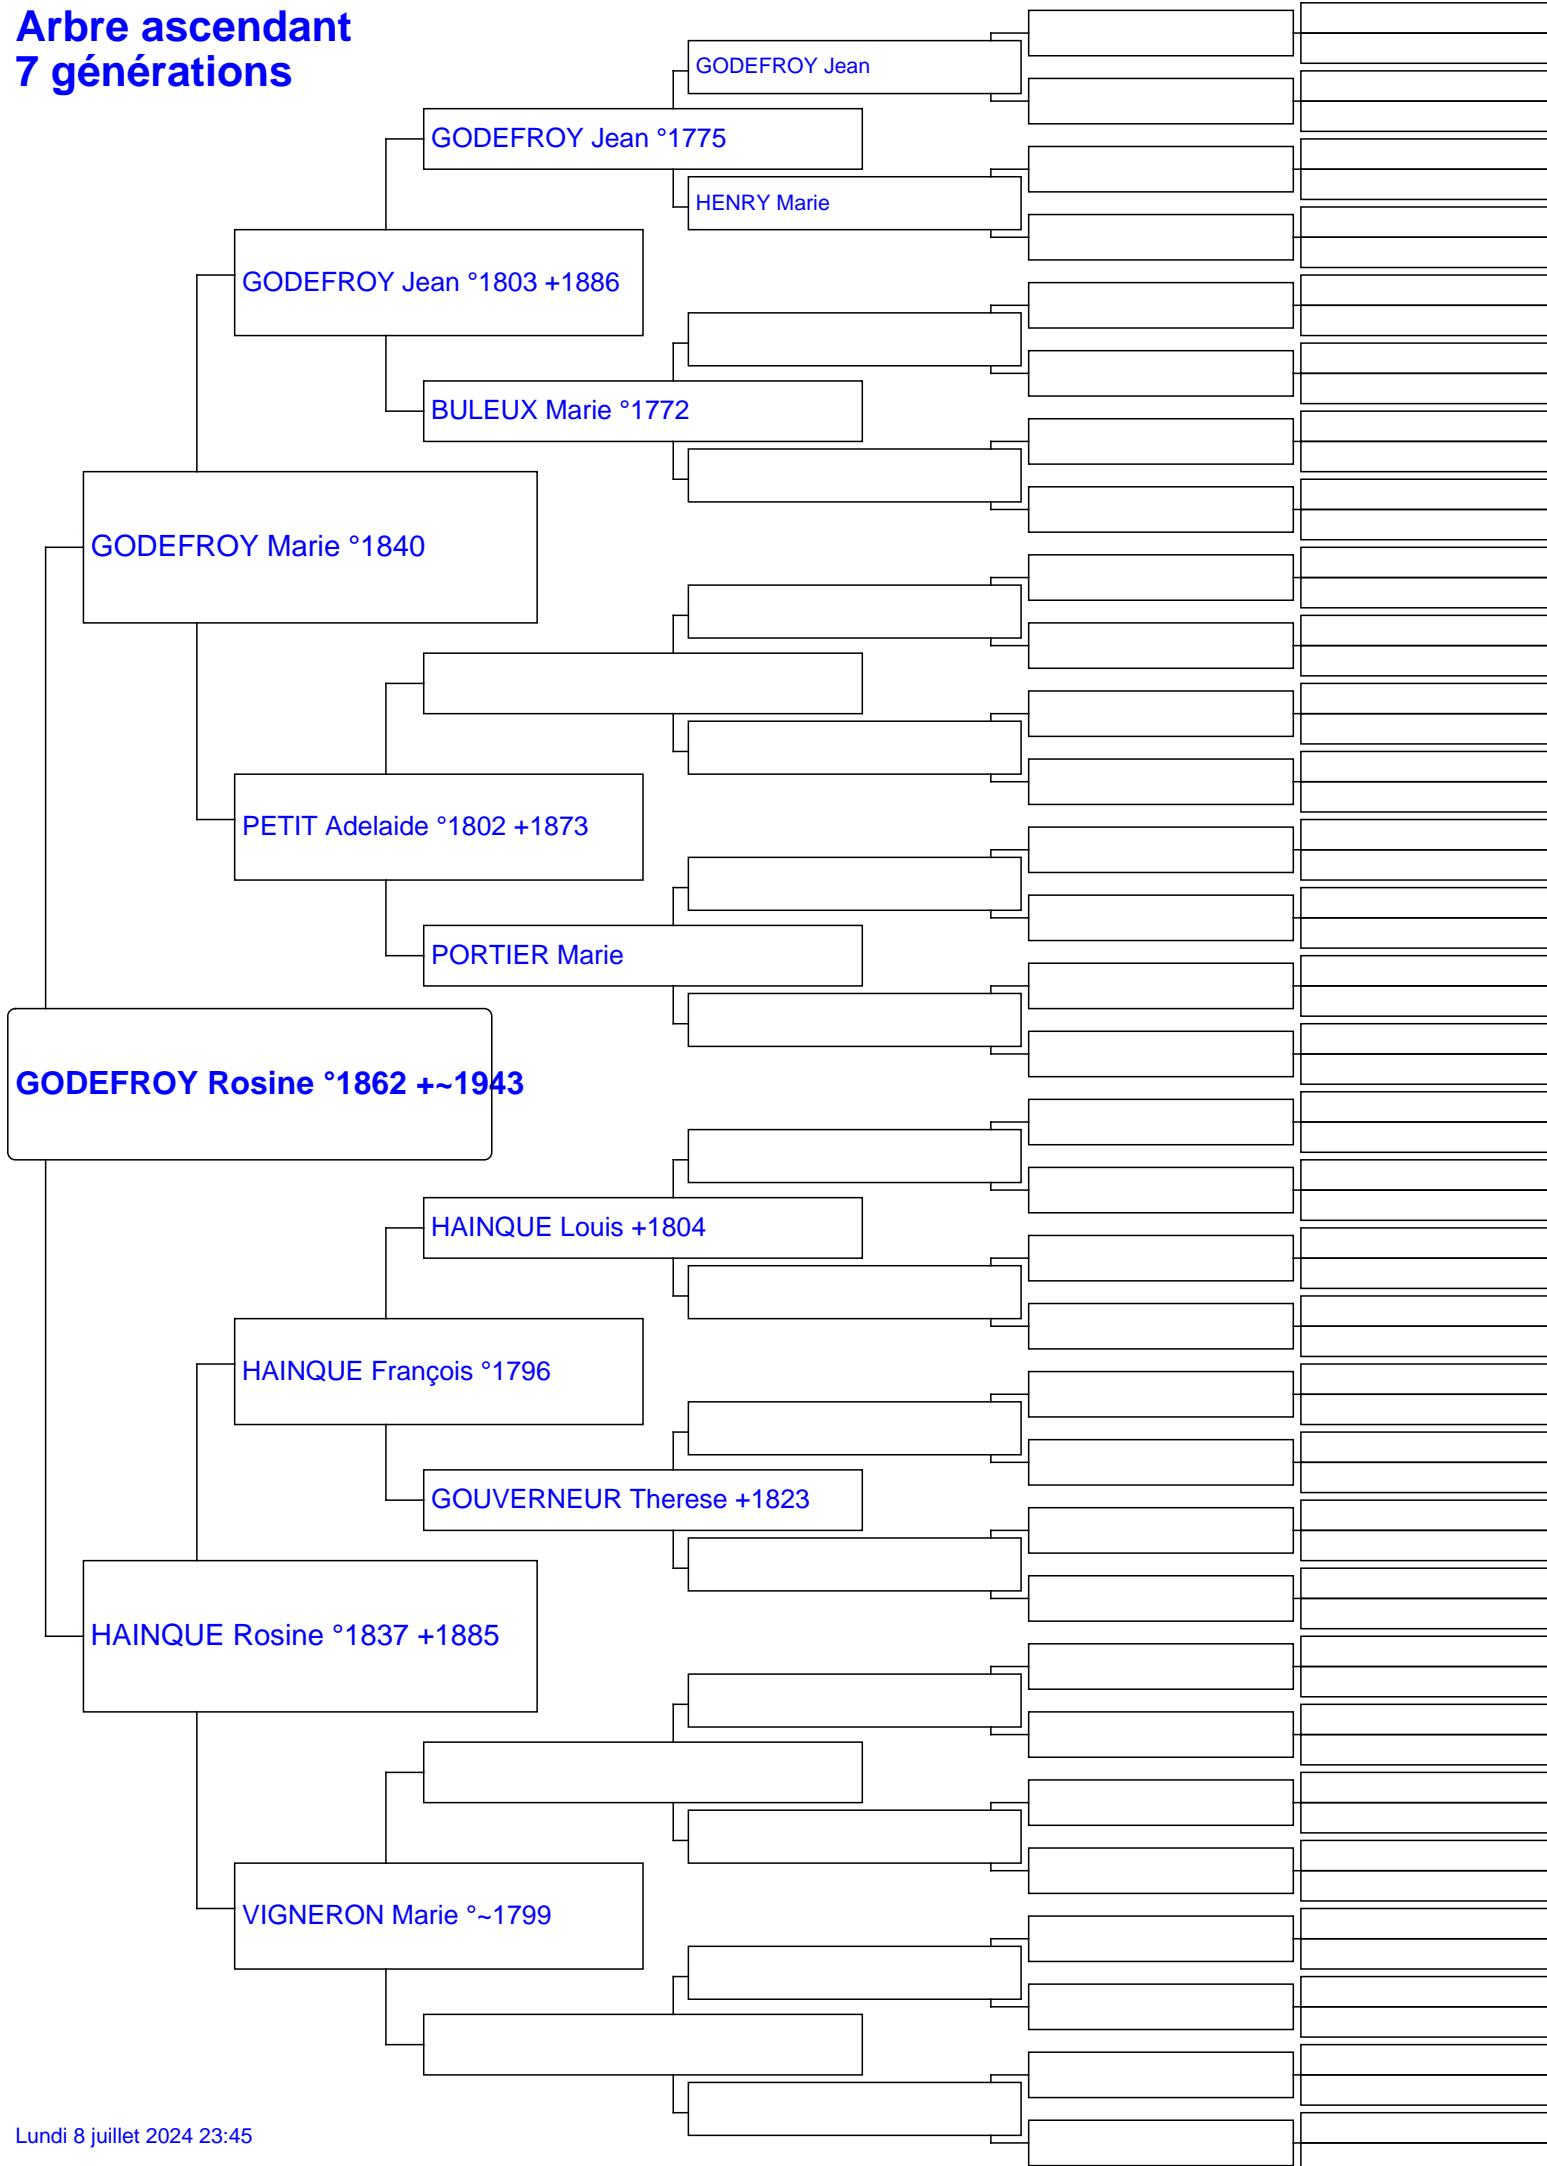 Arbre ascendant
7 générations
GODEFROY Jean
GODEFROY Jean °1775
HENRY Marie
GODEFROY Jean °1803 +1886
BULEUX Marie °1772
GODEFROY Marie °1840
PETIT Adelaide °1802 +1873
PORTIER Marie
GODEFROY Rosine °1862 +~1943
HAINQUE Louis +1804
HAINQUE François °1796
GOUVERNEUR Therese +1823
HAINQUE Rosine °1837 +1885
VIGNERON Marie °~1799
Lundi 8 juillet 2024 23:45